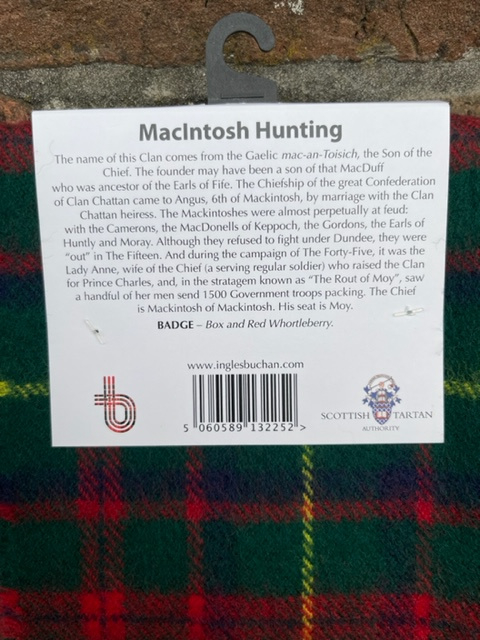 MacIntosh Hunting
The name of this Clan comes from the Gaelic mac-an-Toisich, the Son of the
Chief. The founder may have been a son of that MacDuff
who was ancestor of the Earls of Fife. The Chiefship of the great Confederation
of Clan Chattan came to Angus, 6th of Mackintosh, by marriage with the Clan
Chattan heiress. The Mackintoshes were almost perpetually at feud:
with the Camerons, the MacDonells of Keppoch, the Gordons, the Earls of
Huntly and Moray. Although they refused to fight under Dundee, they were
“out” in The Fifteen. And during the campaign of The Forty-Five, it was the
Lady Anne, wife of the Chief (a serving regular soldier) who raised the Clan
for Prince Charles, and, in the stratagem known as “The Rout of Moy”, saw
a handful of her men send 1500 Government troops packing. The Chief
is Mackintosh of Mackintosh. His seat is Moy.
BADGE – Box and Red Whortleberry.
www.inglesbuchan.com
5 060589 132252 >
SCOTTISH TARTAN
AUTHORITY